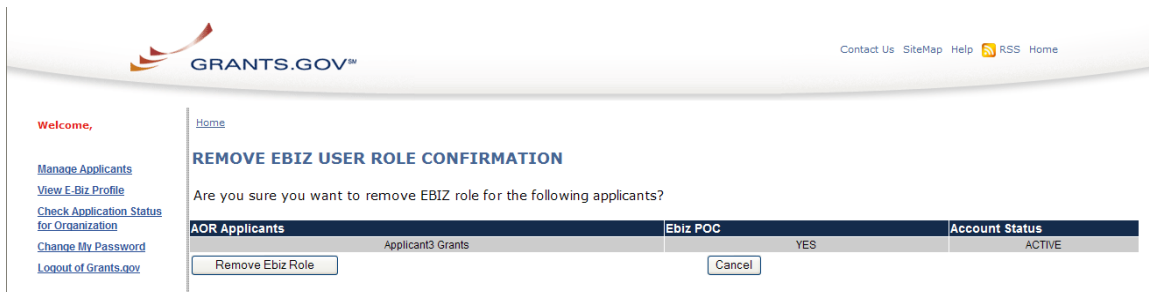 GRANTS.GOV℠
Contact Us SiteMap Help RSS Home
Welcome,
Manage Applicants
View E-Biz Profile
Check Application Status
for Organization
Change My Password
Logout of Grants.gov
Home
REMOVE EBIZ USER ROLE CONFIRMATION
Are you sure you want to remove EBIZ role for the following applicants?
AOR Applicants Ebiz POC Account Status
Applicant3 Grants YES ACTIVE
Remove Ebiz Role Cancel